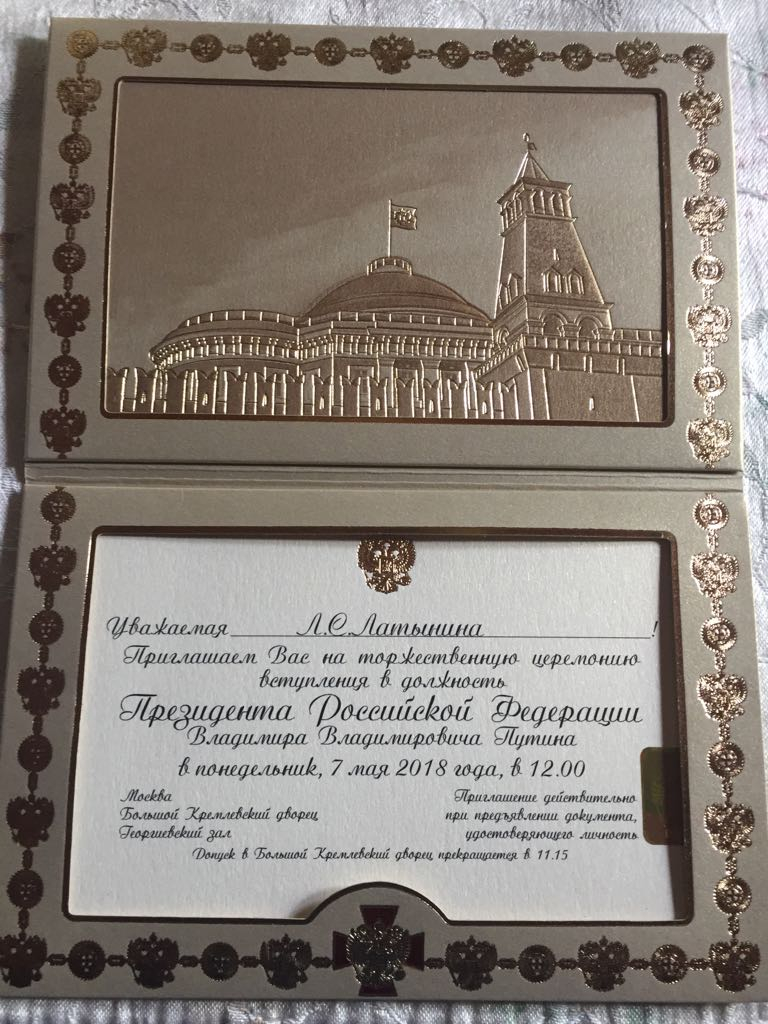 Уважаемая Л.С.Латынина !
Приглашаем Вас на торжественную церемонию
вступления в должность
Президента Российской Федерации
Владимира Владимировича Путина
в понедельник, 7 мая 2018 года, в 12.00
Москва
Большой Кремлевский дворец
Георгиевский зал
Приглашение действительно
при предъявлении документа,
удостоверяющего личность
Допуск в Большой Кремлевский дворец прекращается в 11.15